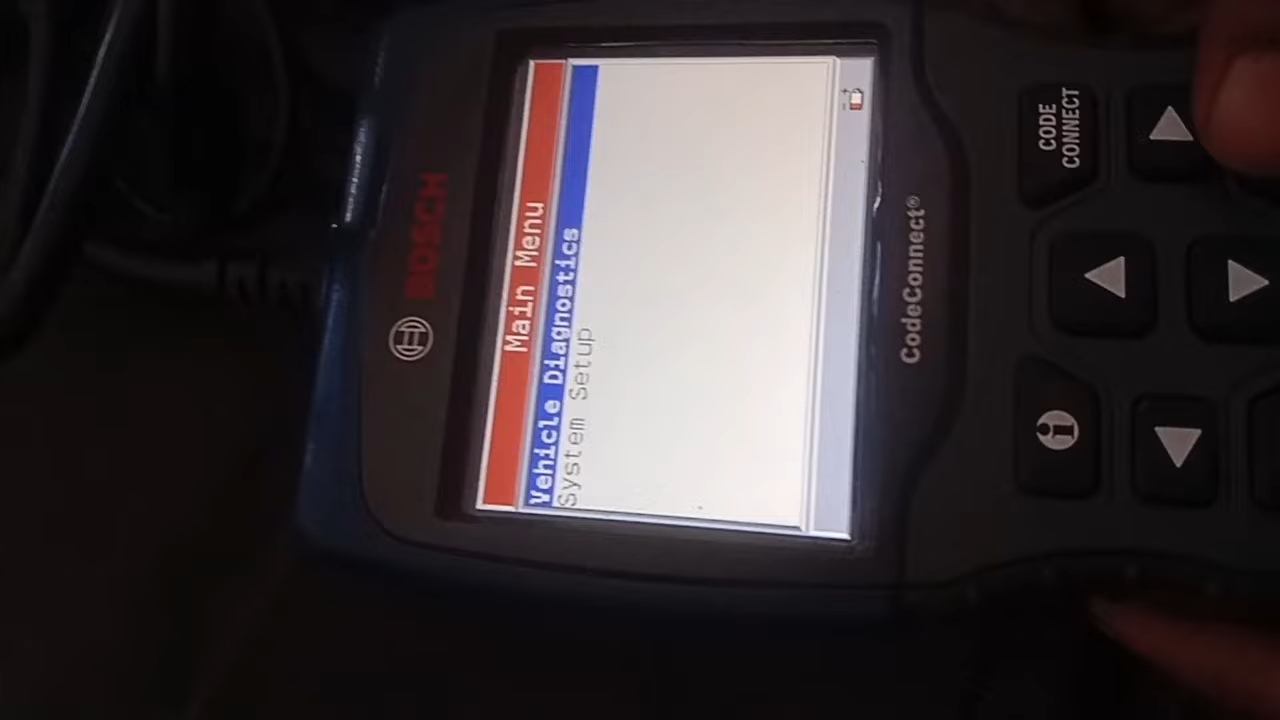 BOSCH
Main Menu
Vehicle Diagnostics
System Setup
CodeConnect®
CODE
CONNECT